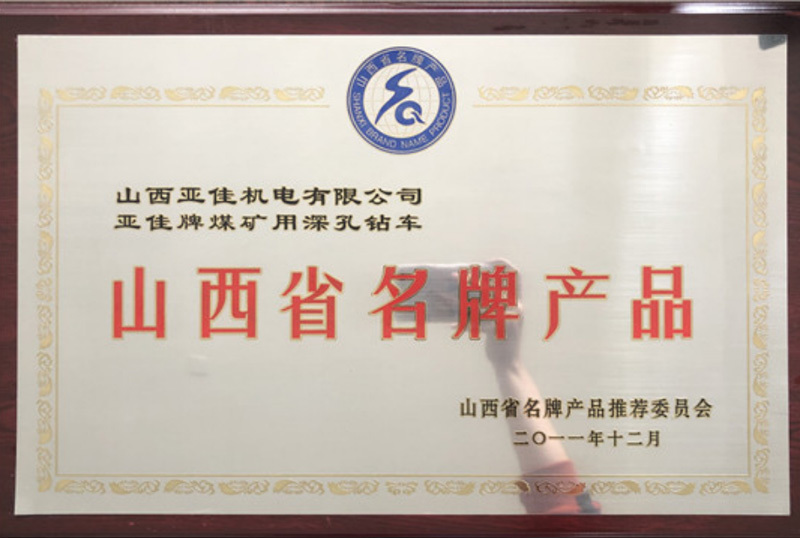 山西省名牌产品
SHANXI BRAND NAME PRODUCT
山西亚佳机电有限公司
亚佳牌煤矿用深孔钻车
山西省名牌产品
山西省名牌产品推荐委员会
二〇一一年十二月